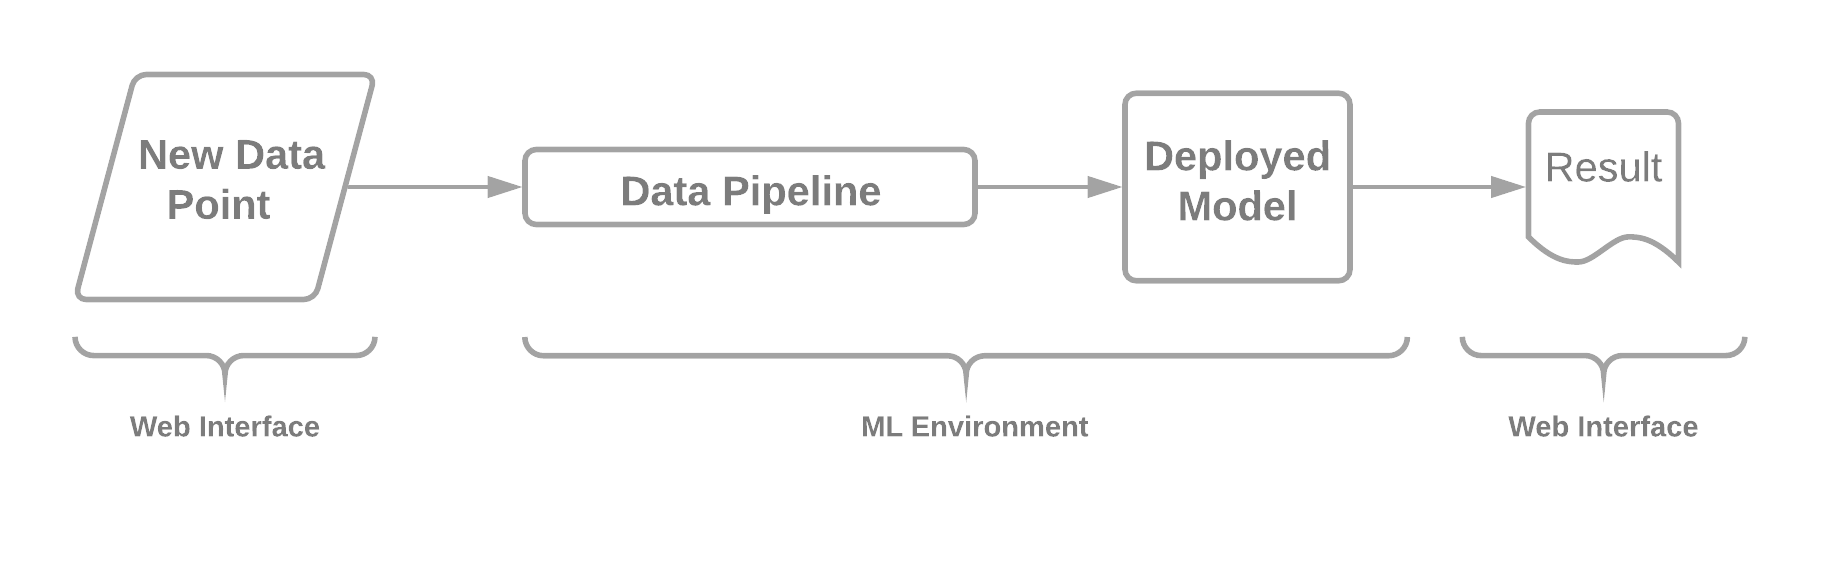 New Data
Point
Data Pipeline
Deployed
Model
Result
Web Interface
ML Environment
Web Interface